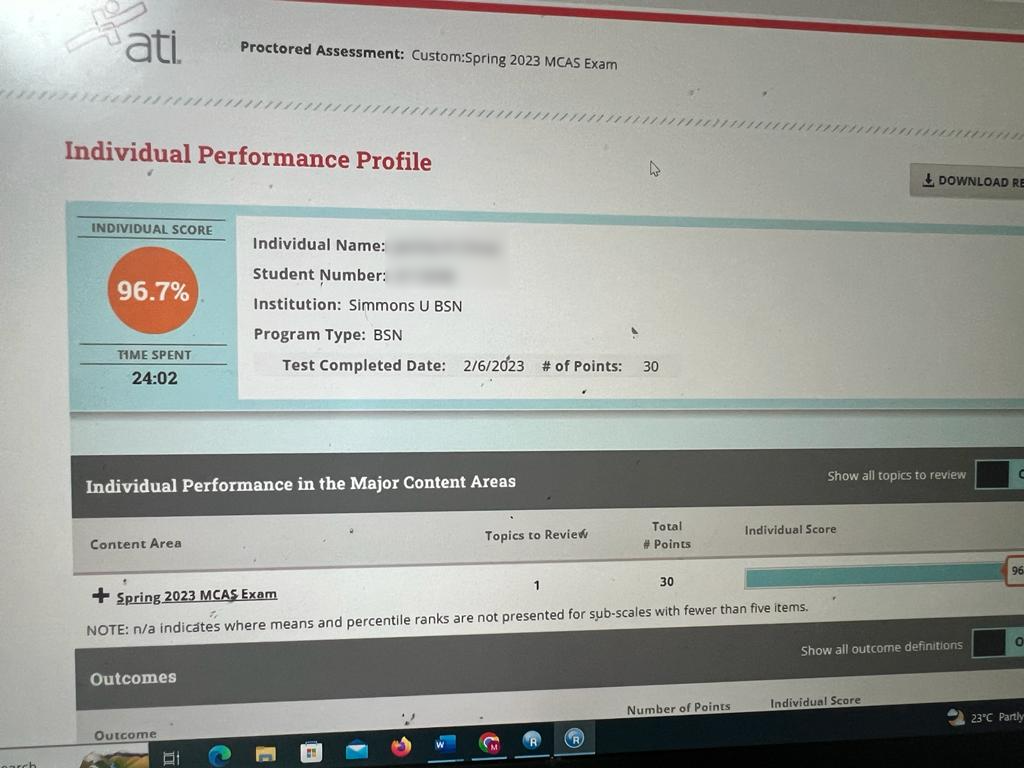 ati.
Proctored Assessment: Custom:Spring 2023 MCAS Exam
Individual Performance Profile
DOWNLOAD RE
INDIVIDUAL SCORE
96.7%
TIME SPENT
24:02
Individual Name:
Student Number:
Institution: Simmons U BSN
Program Type: BSN
Test Completed Date: 2/6/2023 # of Points: 30
Individual Performance in the Major Content Areas
Show all topics to review
Content Area
Topics to Review
Total
# Points
Individual Score
+ Spring 2023 MCAS Exam
1
30
96
NOTE: n/a indicates where means and percentile ranks are not presented for sub-scales with fewer than five items.
Outcomes
Show all outcome definitions
Outcome
Number of Points
Individual Score
earch
23°C Partly